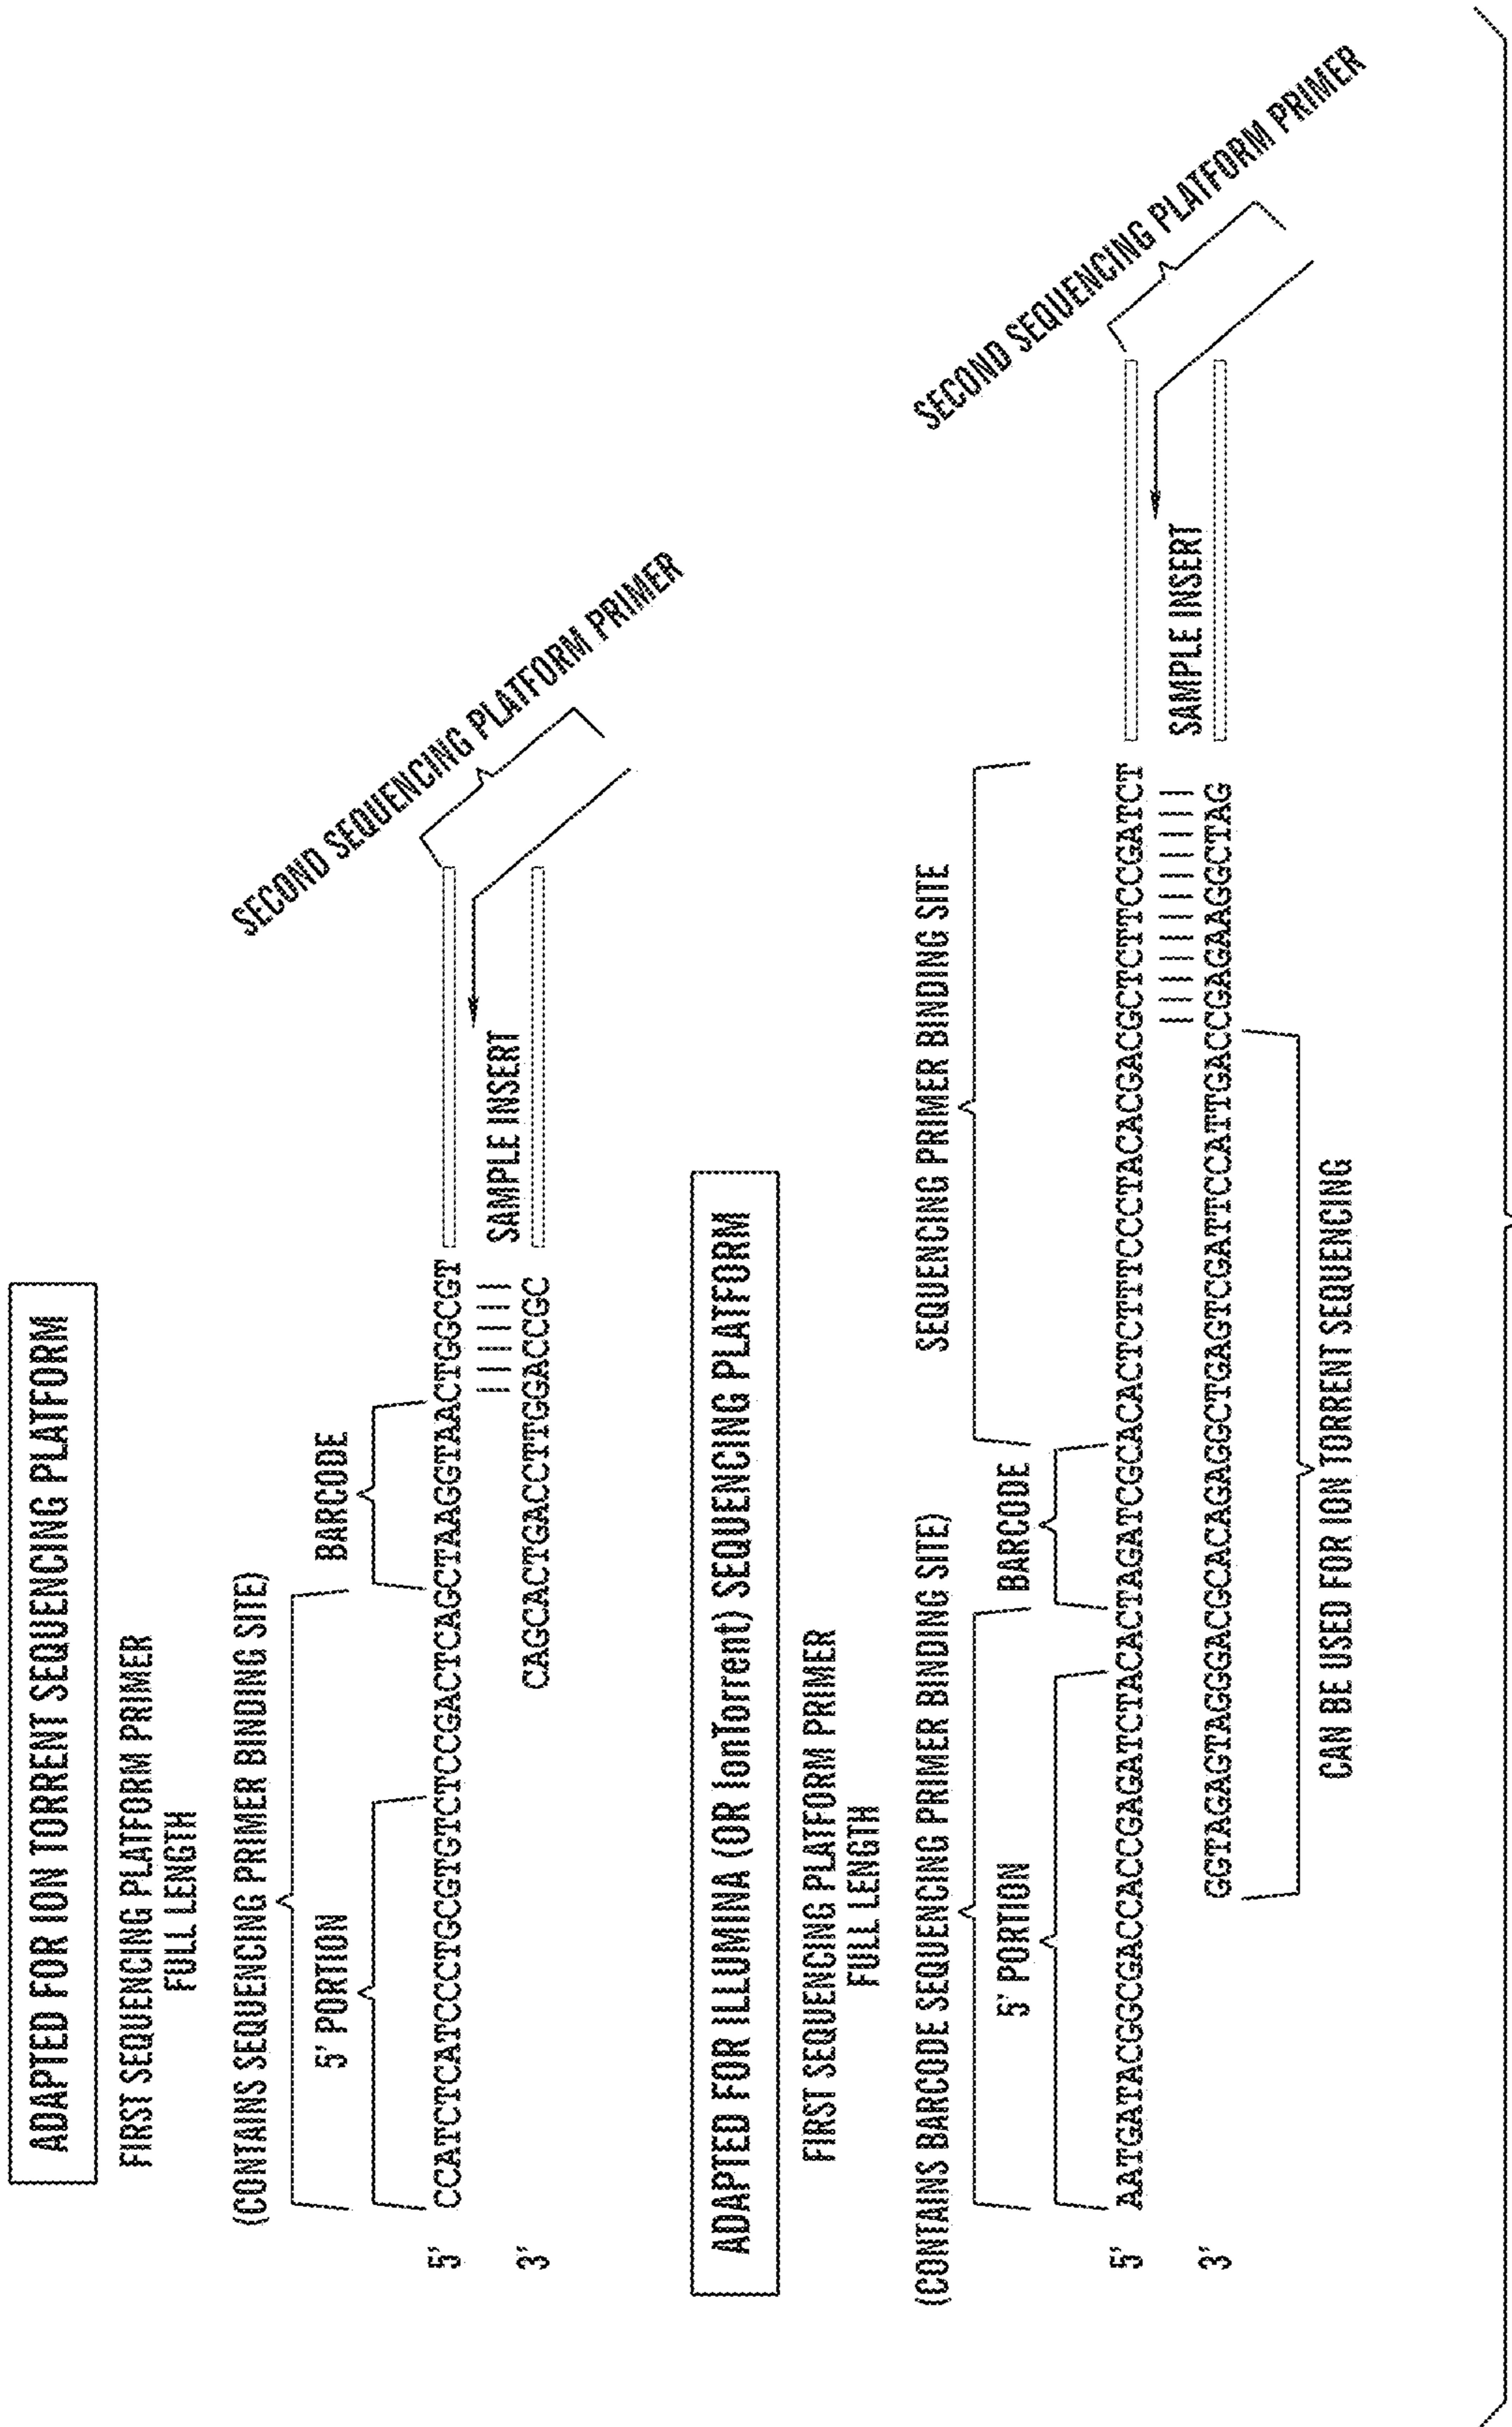 ADAPTED FOR ION TORRENT SEQUENCING PLATFORM
FIRST SEQUENCING PLATFORM PRIMER
FULL LENGTH
(CONTAINS SEQUENCING PRIMER BINDING SITE)
SECOND SEQUENCING PLATFORM PRIMER
5' PORTION
BARCODE
5' CCATCTCATCCCTGCGTGTCTCCGACTCAGCTAAGGTAACTGGCGT
SAMPLE INSERT
3' CAGCACTGACCTTGGACCGC
ADAPTED FOR ILLUMINA (OR IonTorrent) SEQUENCING PLATFORM
FIRST SEQUENCING PLATFORM PRIMER
FULL LENGTH
(CONTAINS BARCODE SEQUENCING PRIMER BINDING SITE)
SEQUENCING PRIMER BINDING SITE
SECOND SEQUENCING PLATFORM PRIMER
5' PORTION
BARCODE
5' AATGATACGGCGACCACCGAGATCTACACTAGATCGCACACTCTTTCCCTACACGACGCTCTTCCGATCT
SAMPLE INSERT
3' GGTAGAGTAGGGACGCACAGAGGCTGAGTCGATTCCATTGACCGAGAAGGCTAG
CAN BE USED FOR ION TORRENT SEQUENCING